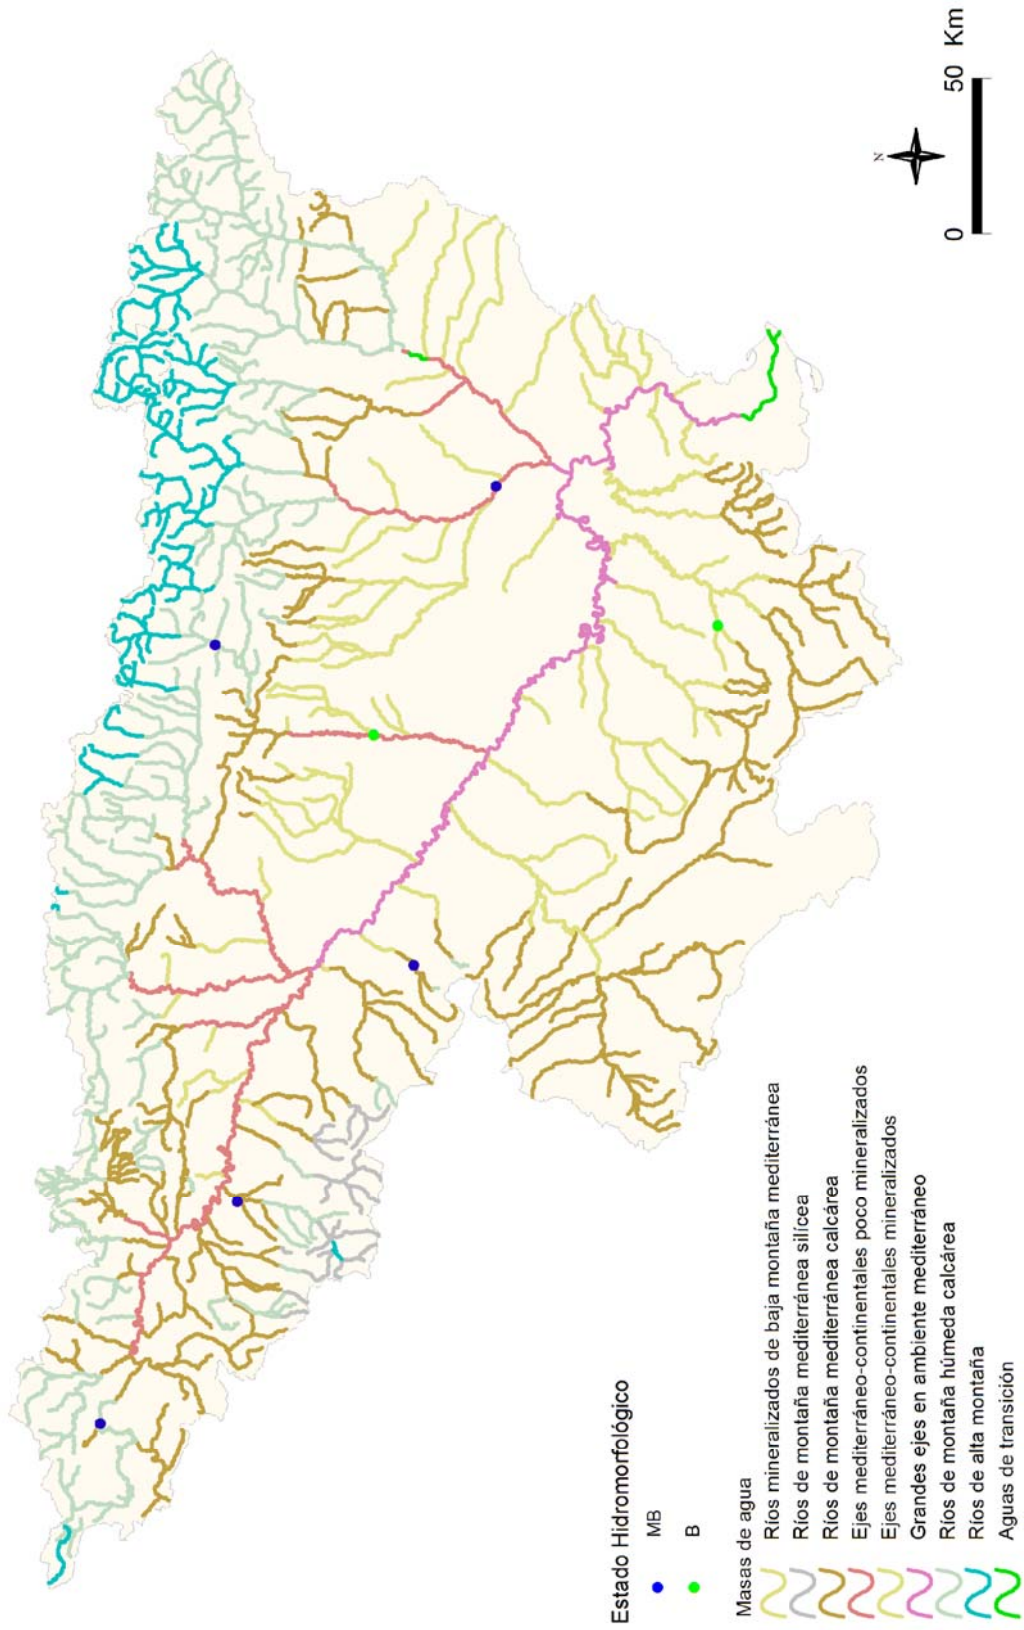 Estado Hidromorfológico
MB
B
Masas de agua
Ríos mineralizados de baja montaña mediterránea
Ríos de montaña mediterránea silícea
Ríos de montaña mediterránea calcárea
Ejes mediterráneo-continentales poco mineralizados
Ejes mediterráneo-continentales mineralizados
Grandes ejes en ambiente mediterráneo
Ríos de montaña húmeda calcárea
Ríos de alta montaña
Aguas de transición
N
0 50 Km